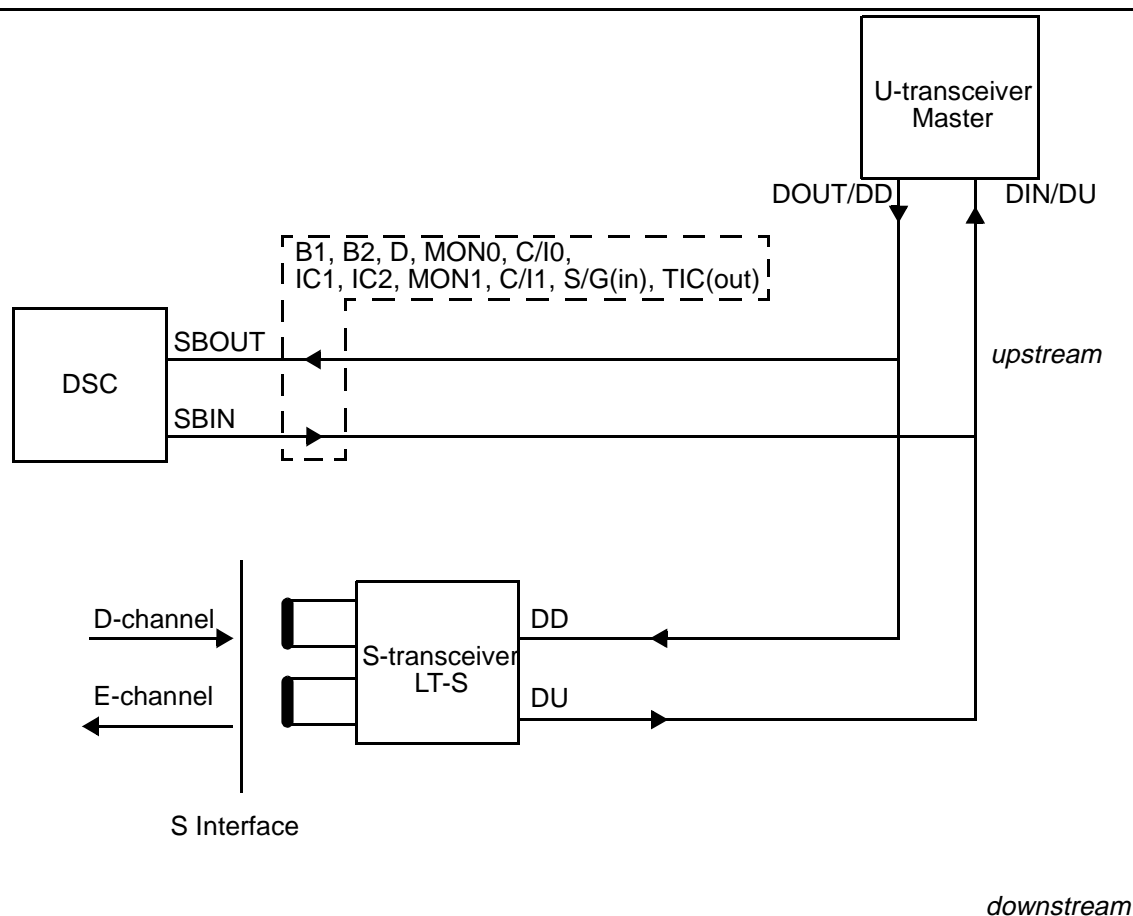 U-transceiver
Master
DOUT/DD
DIN/DU
B1, B2, D, MON0, C/I0,
IC1, IC2, MON1, C/I1, S/G(in), TIC(out)
SBOUT
upstream
DSC
SBIN
D-channel
DD
S-transceiver
LT-S
E-channel
DU
S Interface
downstream